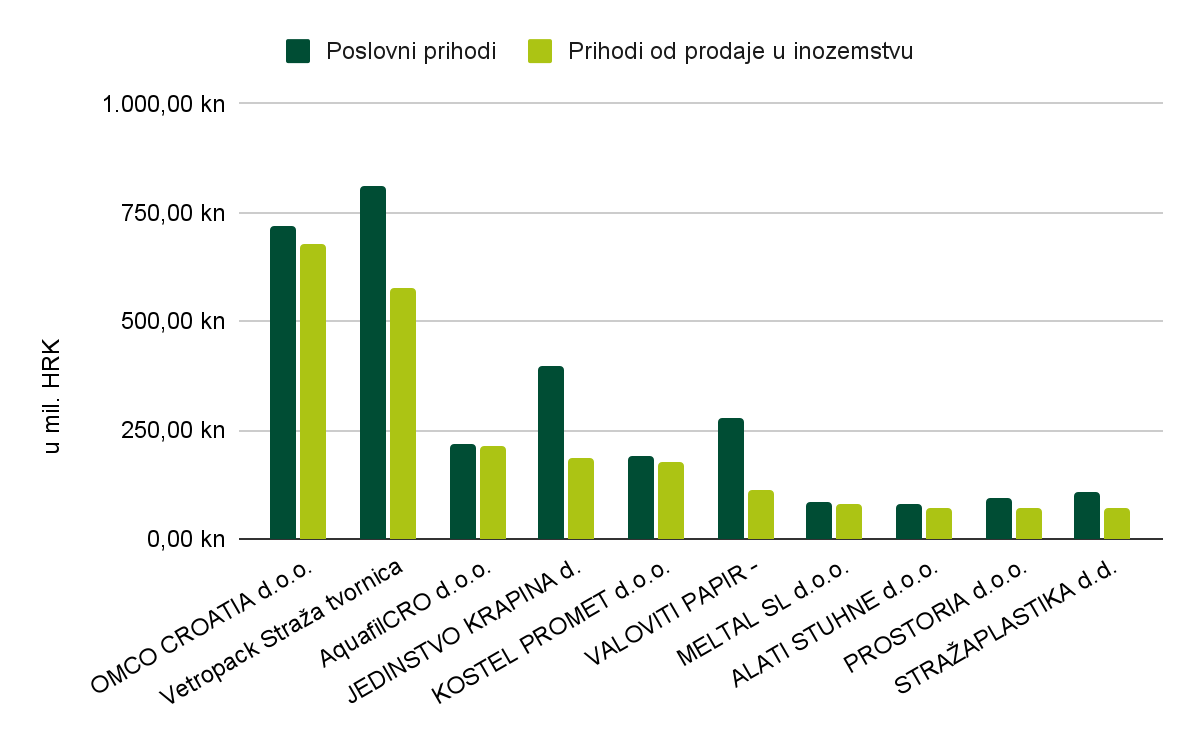 Poslovni prihodi
Prihodi od prodaje u inozemstvu
1.000,00 kn
750,00 kn
500,00 kn
250,00 kn
0,00 kn
u mil. HRK
OMCO CROATIA d.o.o.
Vetropack Straža tvornica
AquafilCRO d.o.o.
JEDINSTVO KRAPINA d.
KOSTEL PROMET d.o.o.
VALOVITI PAPIR -
MELTAL SL d.o.o.
ALATI STUHNE d.o.o.
PROSTORIA d.o.o.
STRAŽAPLASTIKA d.d.